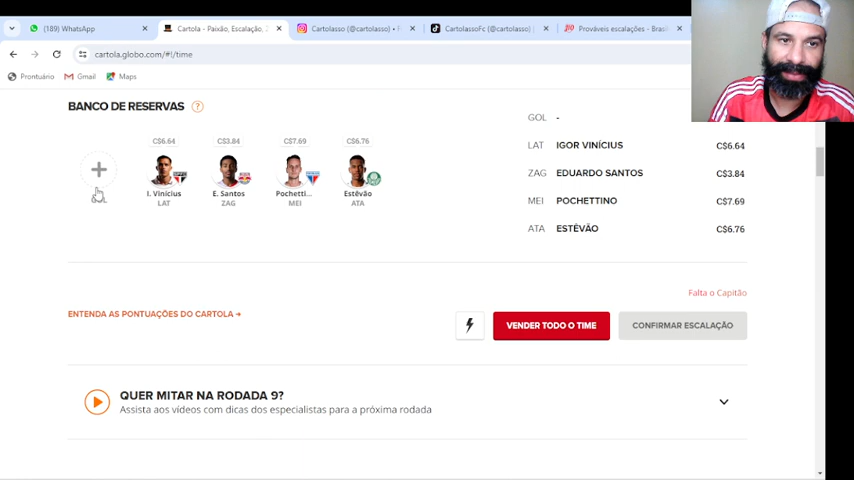 (189) WhatsApp
Cartola - Paixão, Escalação,
Cartolasso (@cartolasso) •
CartolassoFc (@cartolasso)
Prováveis escalações - Brasil
cartola.globo.com/#!/time
Prontuário
Gmail
Maps
BANCO DE RESERVAS ?
C$6.64
C$3.84
C$7.69
C$6.76
I. Vinícius
E. Santos
Pochetti...
Estêvão
LAT
ZAG
MEI
ATA
GOL -
LAT IGOR VINÍCIUS C$6.64
ZAG EDUARDO SANTOS C$3.84
MEI POCHETTINO C$7.69
ATA ESTÊVÃO C$6.76
Falta o Capitão
ENTENDA AS PONTUAÇÕES DO CARTOLA
VENDER TODO O TIME
CONFIRMAR ESCALAÇÃO
QUER MITAR NA RODADA 9?
Assista aos vídeos com dicas dos especialistas para a próxima rodada